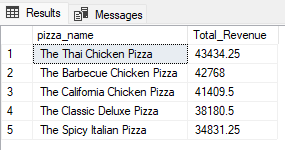 Results Messages
pizza_name Total_Revenue
1 The Thai Chicken Pizza 43434.25
2 The Barbecue Chicken Pizza 42768
3 The California Chicken Pizza 41409.5
4 The Classic Deluxe Pizza 38180.5
5 The Spicy Italian Pizza 34831.25